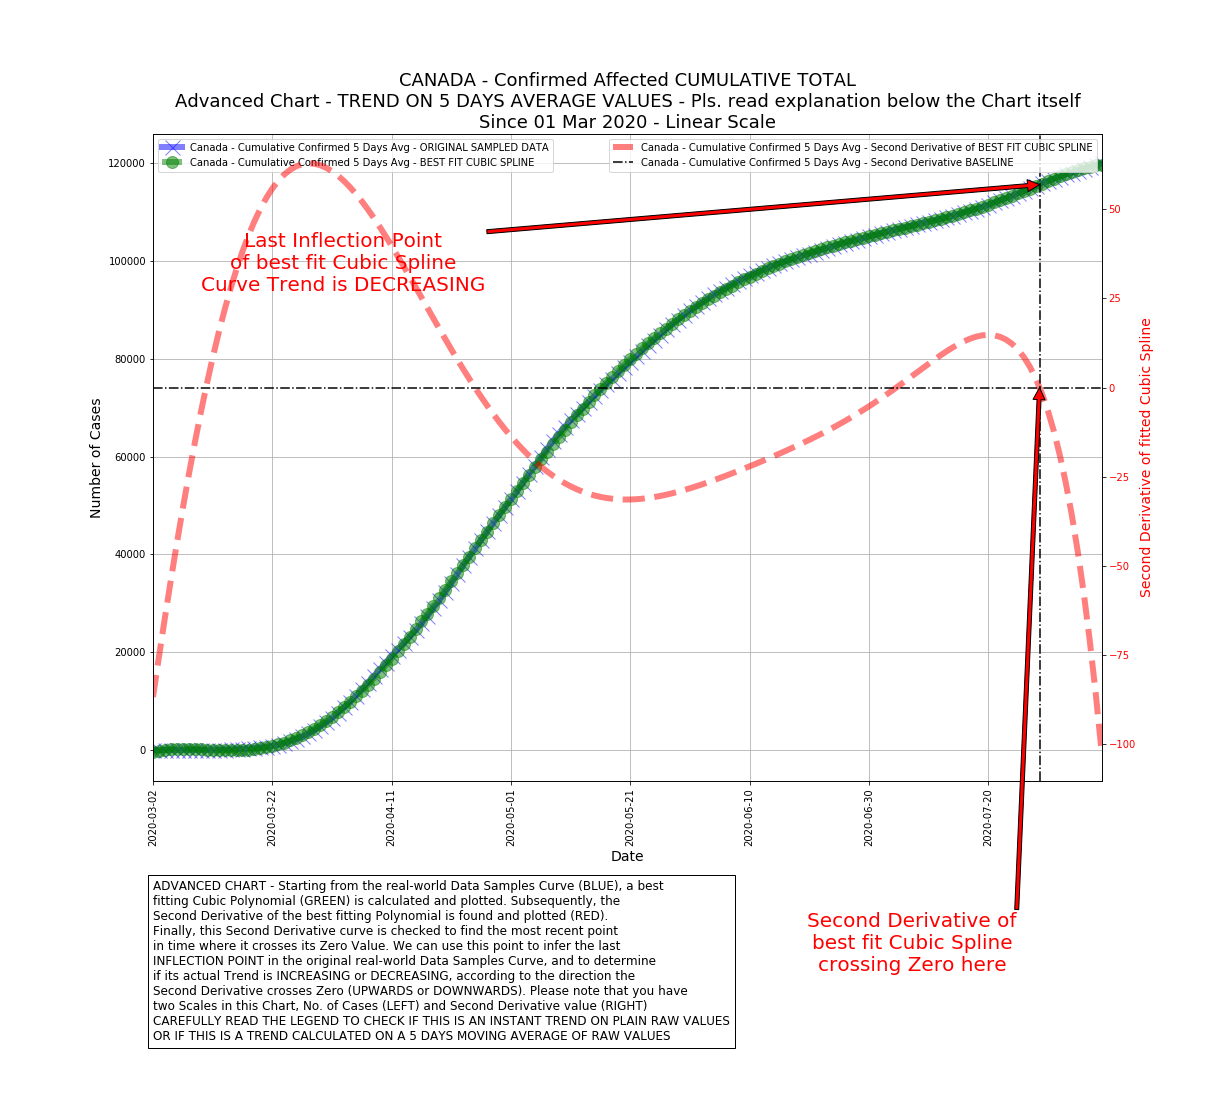 CANADA - Confirmed Affected CUMULATIVE TOTAL
Advanced Chart - TREND ON 5 DAYS AVERAGE VALUES - Pls. read explanation below the Chart itself
Since 01 Mar 2020 - Linear Scale
Canada - Cumulative Confirmed 5 Days Avg - ORIGINAL SAMPLED DATA
Canada - Cumulative Confirmed 5 Days Avg - BEST FIT CUBIC SPLINE
Canada - Cumulative Confirmed 5 Days Avg - Second Derivative of BEST FIT CUBIC SPLINE
Canada - Cumulative Confirmed 5 Days Avg - Second Derivative BASELINE
Last Inflection Point
of best fit Cubic Spline
Curve Trend is DECREASING
Number of Cases
120000
100000
80000
60000
40000
20000
0
50
25
0
−25
−50
−75
−100
Second Derivative of fitted Cubic Spline
2020-03-02
2020-03-22
2020-04-11
2020-05-01
2020-05-21
2020-06-10
2020-06-30
2020-07-20
Date
ADVANCED CHART - Starting from the real-world Data Samples Curve (BLUE), a best
fitting Cubic Polynomial (GREEN) is calculated and plotted. Subsequently, the
Second Derivative of the best fitting Polynomial is found and plotted (RED).
Finally, this Second Derivative curve is checked to find the most recent point
in time where it crosses its Zero Value. We can use this point to infer the last
INFLECTION POINT in the original real-world Data Samples Curve, and to determine
if its actual Trend is INCREASING or DECREASING, according to the direction the
Second Derivative crosses Zero (UPWARDS or DOWNWARDS). Please note that you have
two Scales in this Chart, No. of Cases (LEFT) and Second Derivative value (RIGHT)
CAREFULLY READ THE LEGEND TO CHECK IF THIS IS AN INSTANT TREND ON PLAIN RAW VALUES
OR IF THIS IS A TREND CALCULATED ON A 5 DAYS MOVING AVERAGE OF RAW VALUES
Second Derivative of
best fit Cubic Spline
crossing Zero here